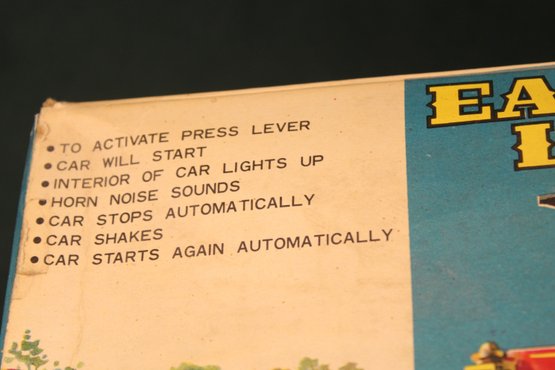 • TO ACTIVATE PRESS LEVER
• CAR WILL START
• INTERIOR OF CAR LIGHTS UP
• HORN NOISE SOUNDS
• CAR STOPS AUTOMATICALLY
• CAR SHAKES
• CAR STARTS AGAIN AUTOMATICALLY
EA